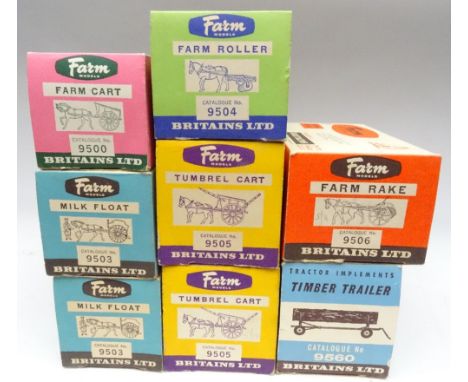 Farm
MODELS
FARM CART
CATALOGUE No.
9500
BRITAINS LTD
Farm
MODELS
FARM ROLLER
CATALOGUE No.
9504
BRITAINS LTD
Farm
MODELS
MILK FLOAT
CATALOGUE No.
9503
BRITAINS LTD
Farm
MODELS
TUMBREL CART
CATALOGUE No.
9505
BRITAINS LTD
Farm
MODELS
FARM RAKE
CATALOGUE No.
9506
BRITAINS LTD
Farm
MODELS
MILK FLOAT
CATALOGUE No.
9503
BRITAINS LTD
Farm
MODELS
TUMBREL CART
CATALOGUE No.
9505
BRITAINS LTD
TRACTOR IMPLEMENTS
TIMBER TRAILER
CATALOGUE No
9560
BRITAINS LTD